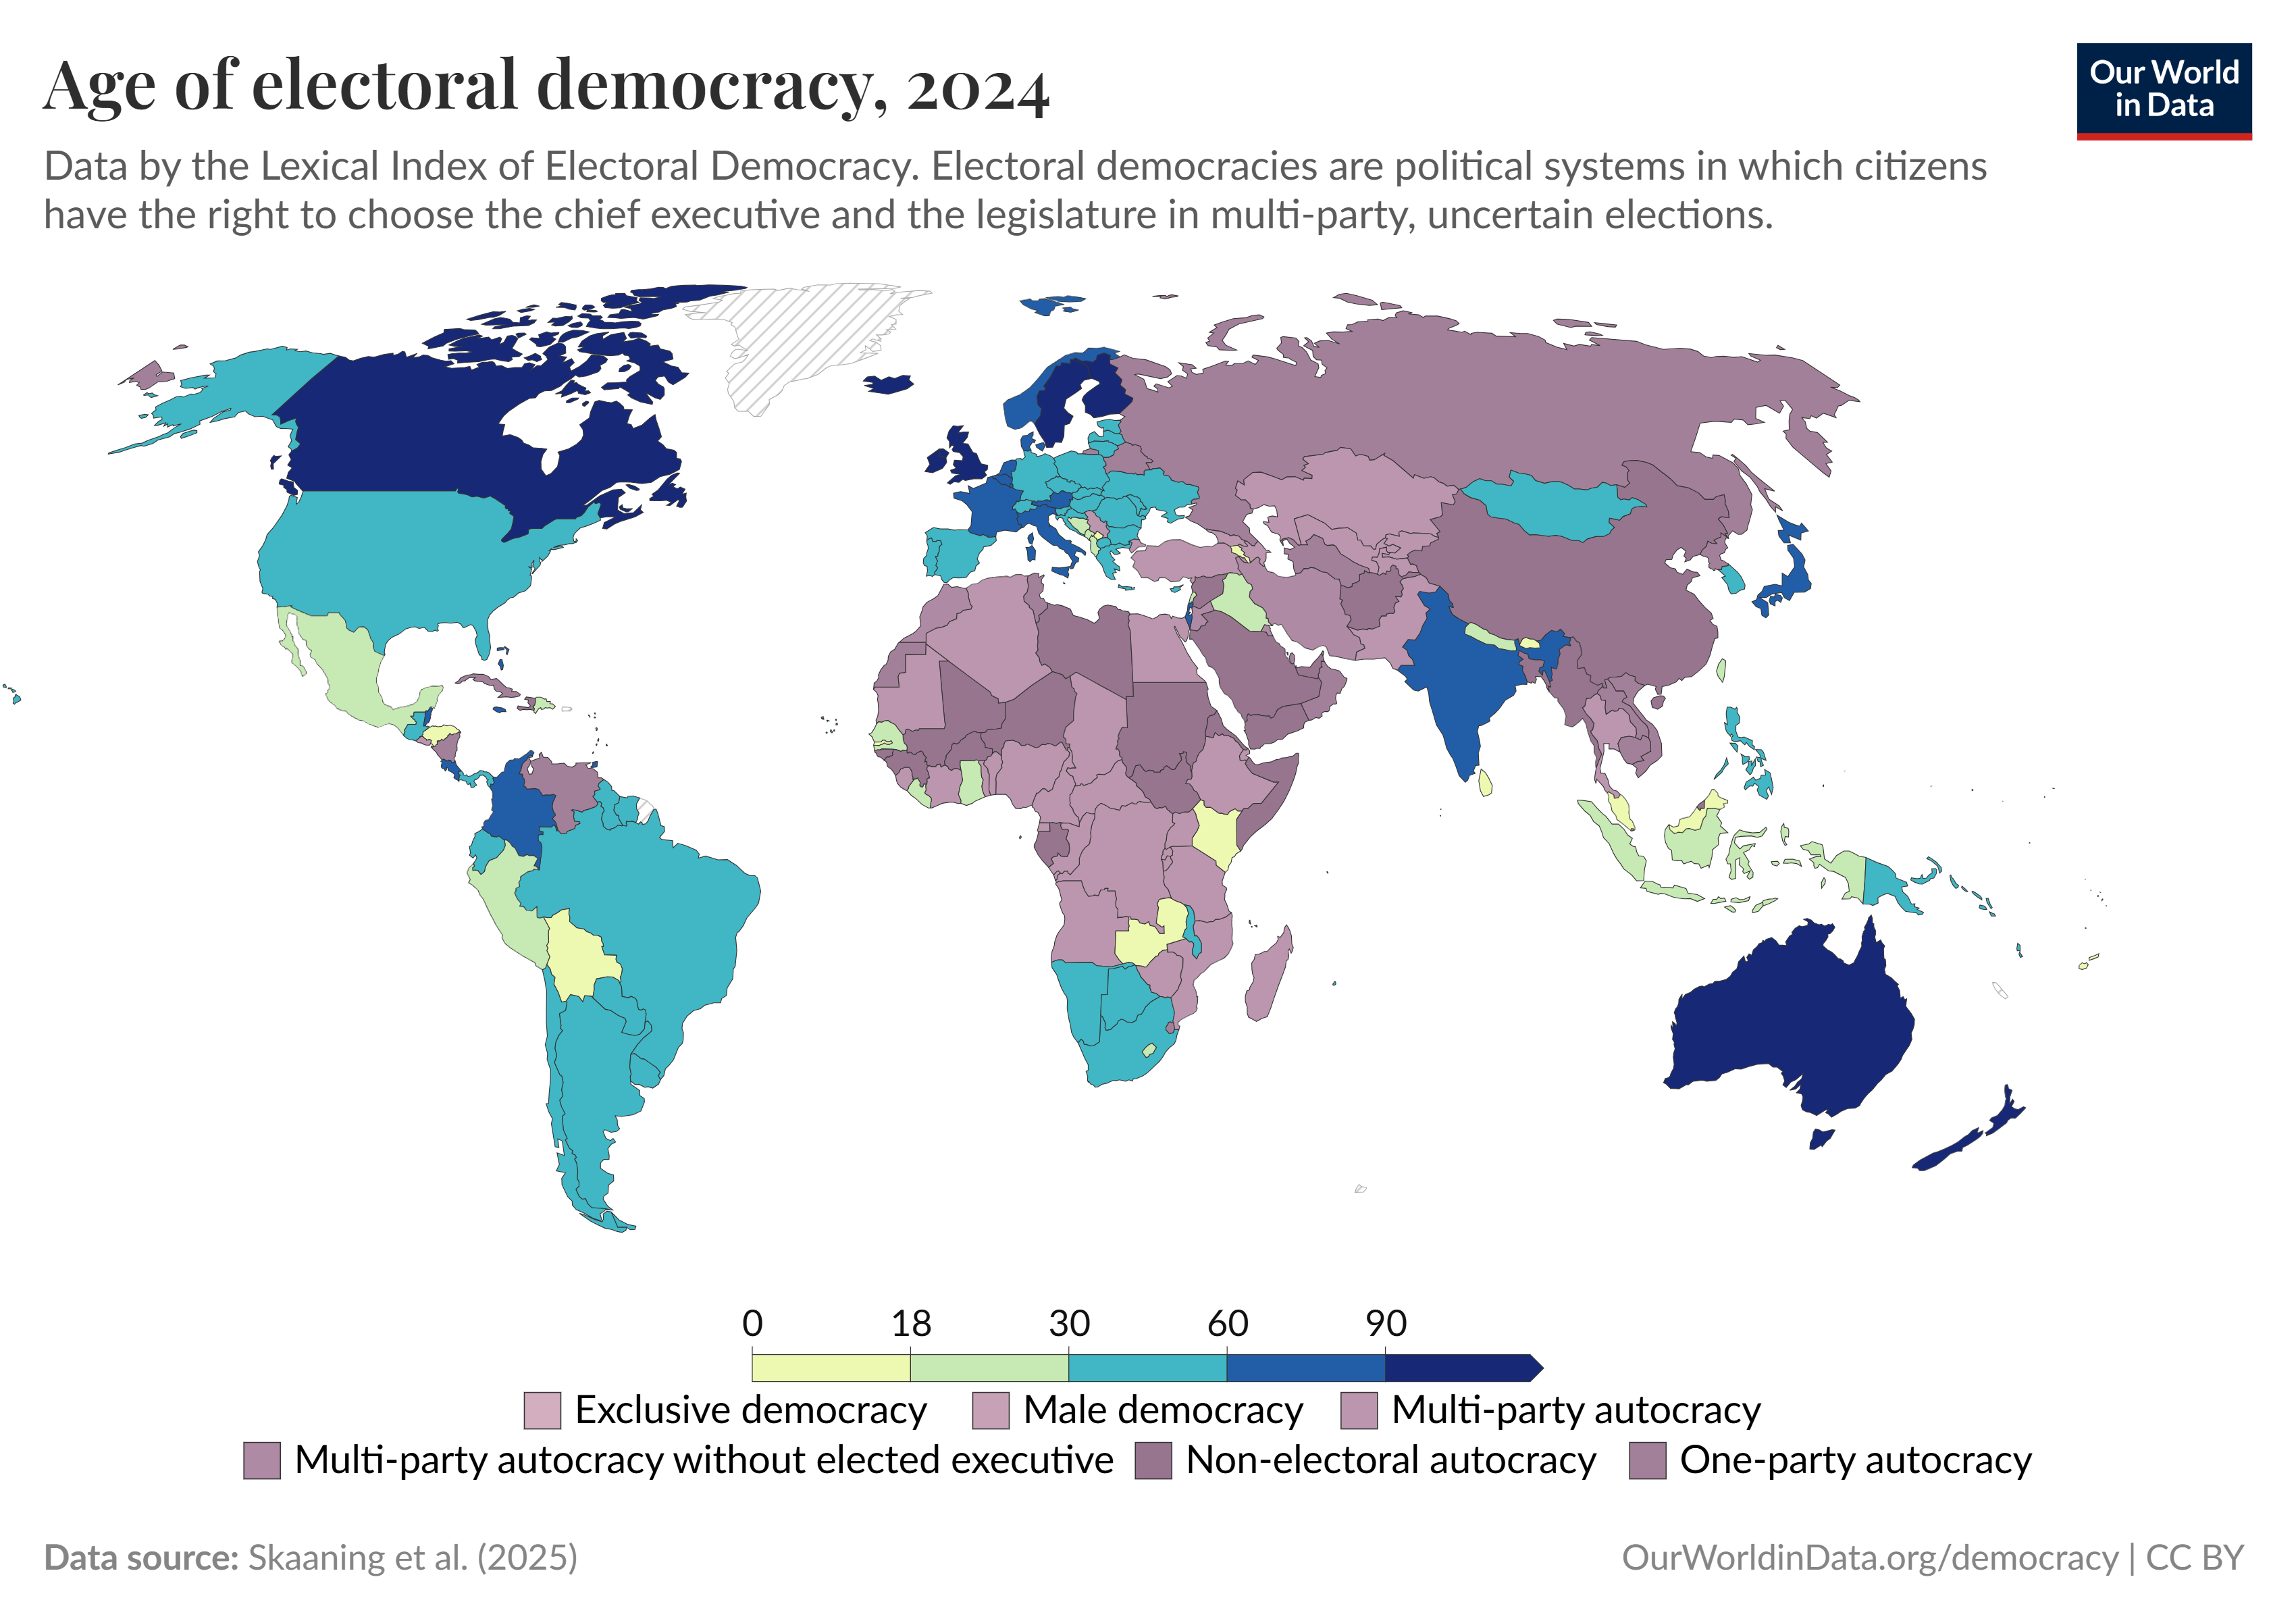 Age of electoral democracy, 2024
Our World
in Data
Data by the Lexical Index of Electoral Democracy. Electoral democracies are political systems in which citizens
have the right to choose the chief executive and the legislature in multi-party, uncertain elections.
0 18 30 60 90
Exclusive democracy Male democracy Multi-party autocracy
Multi-party autocracy without elected executive Non-electoral autocracy One-party autocracy
Data source: Skaaning et al. (2025)
OurWorldinData.org/democracy | CC BY